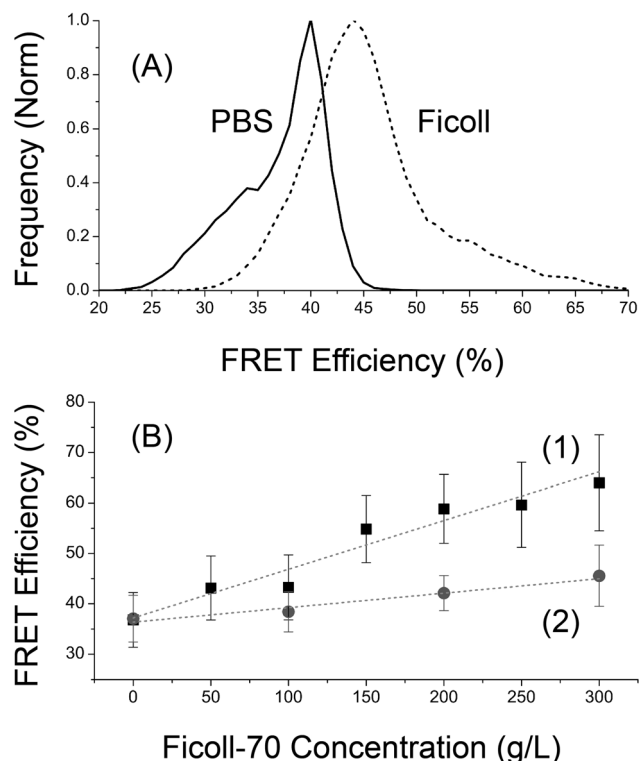 (A)
PBS
Ficoll
Frequency (Norm)
1.0
0.8
0.6
0.4
0.2
0.0
20 25 30 35 40 45 50 55 60 65 70
FRET Efficiency (%)
(B)
(1)
(2)
FRET Efficiency (%)
80
70
60
50
40
30
0 50 100 150 200 250 300
Ficoll-70 Concentration (g/L)